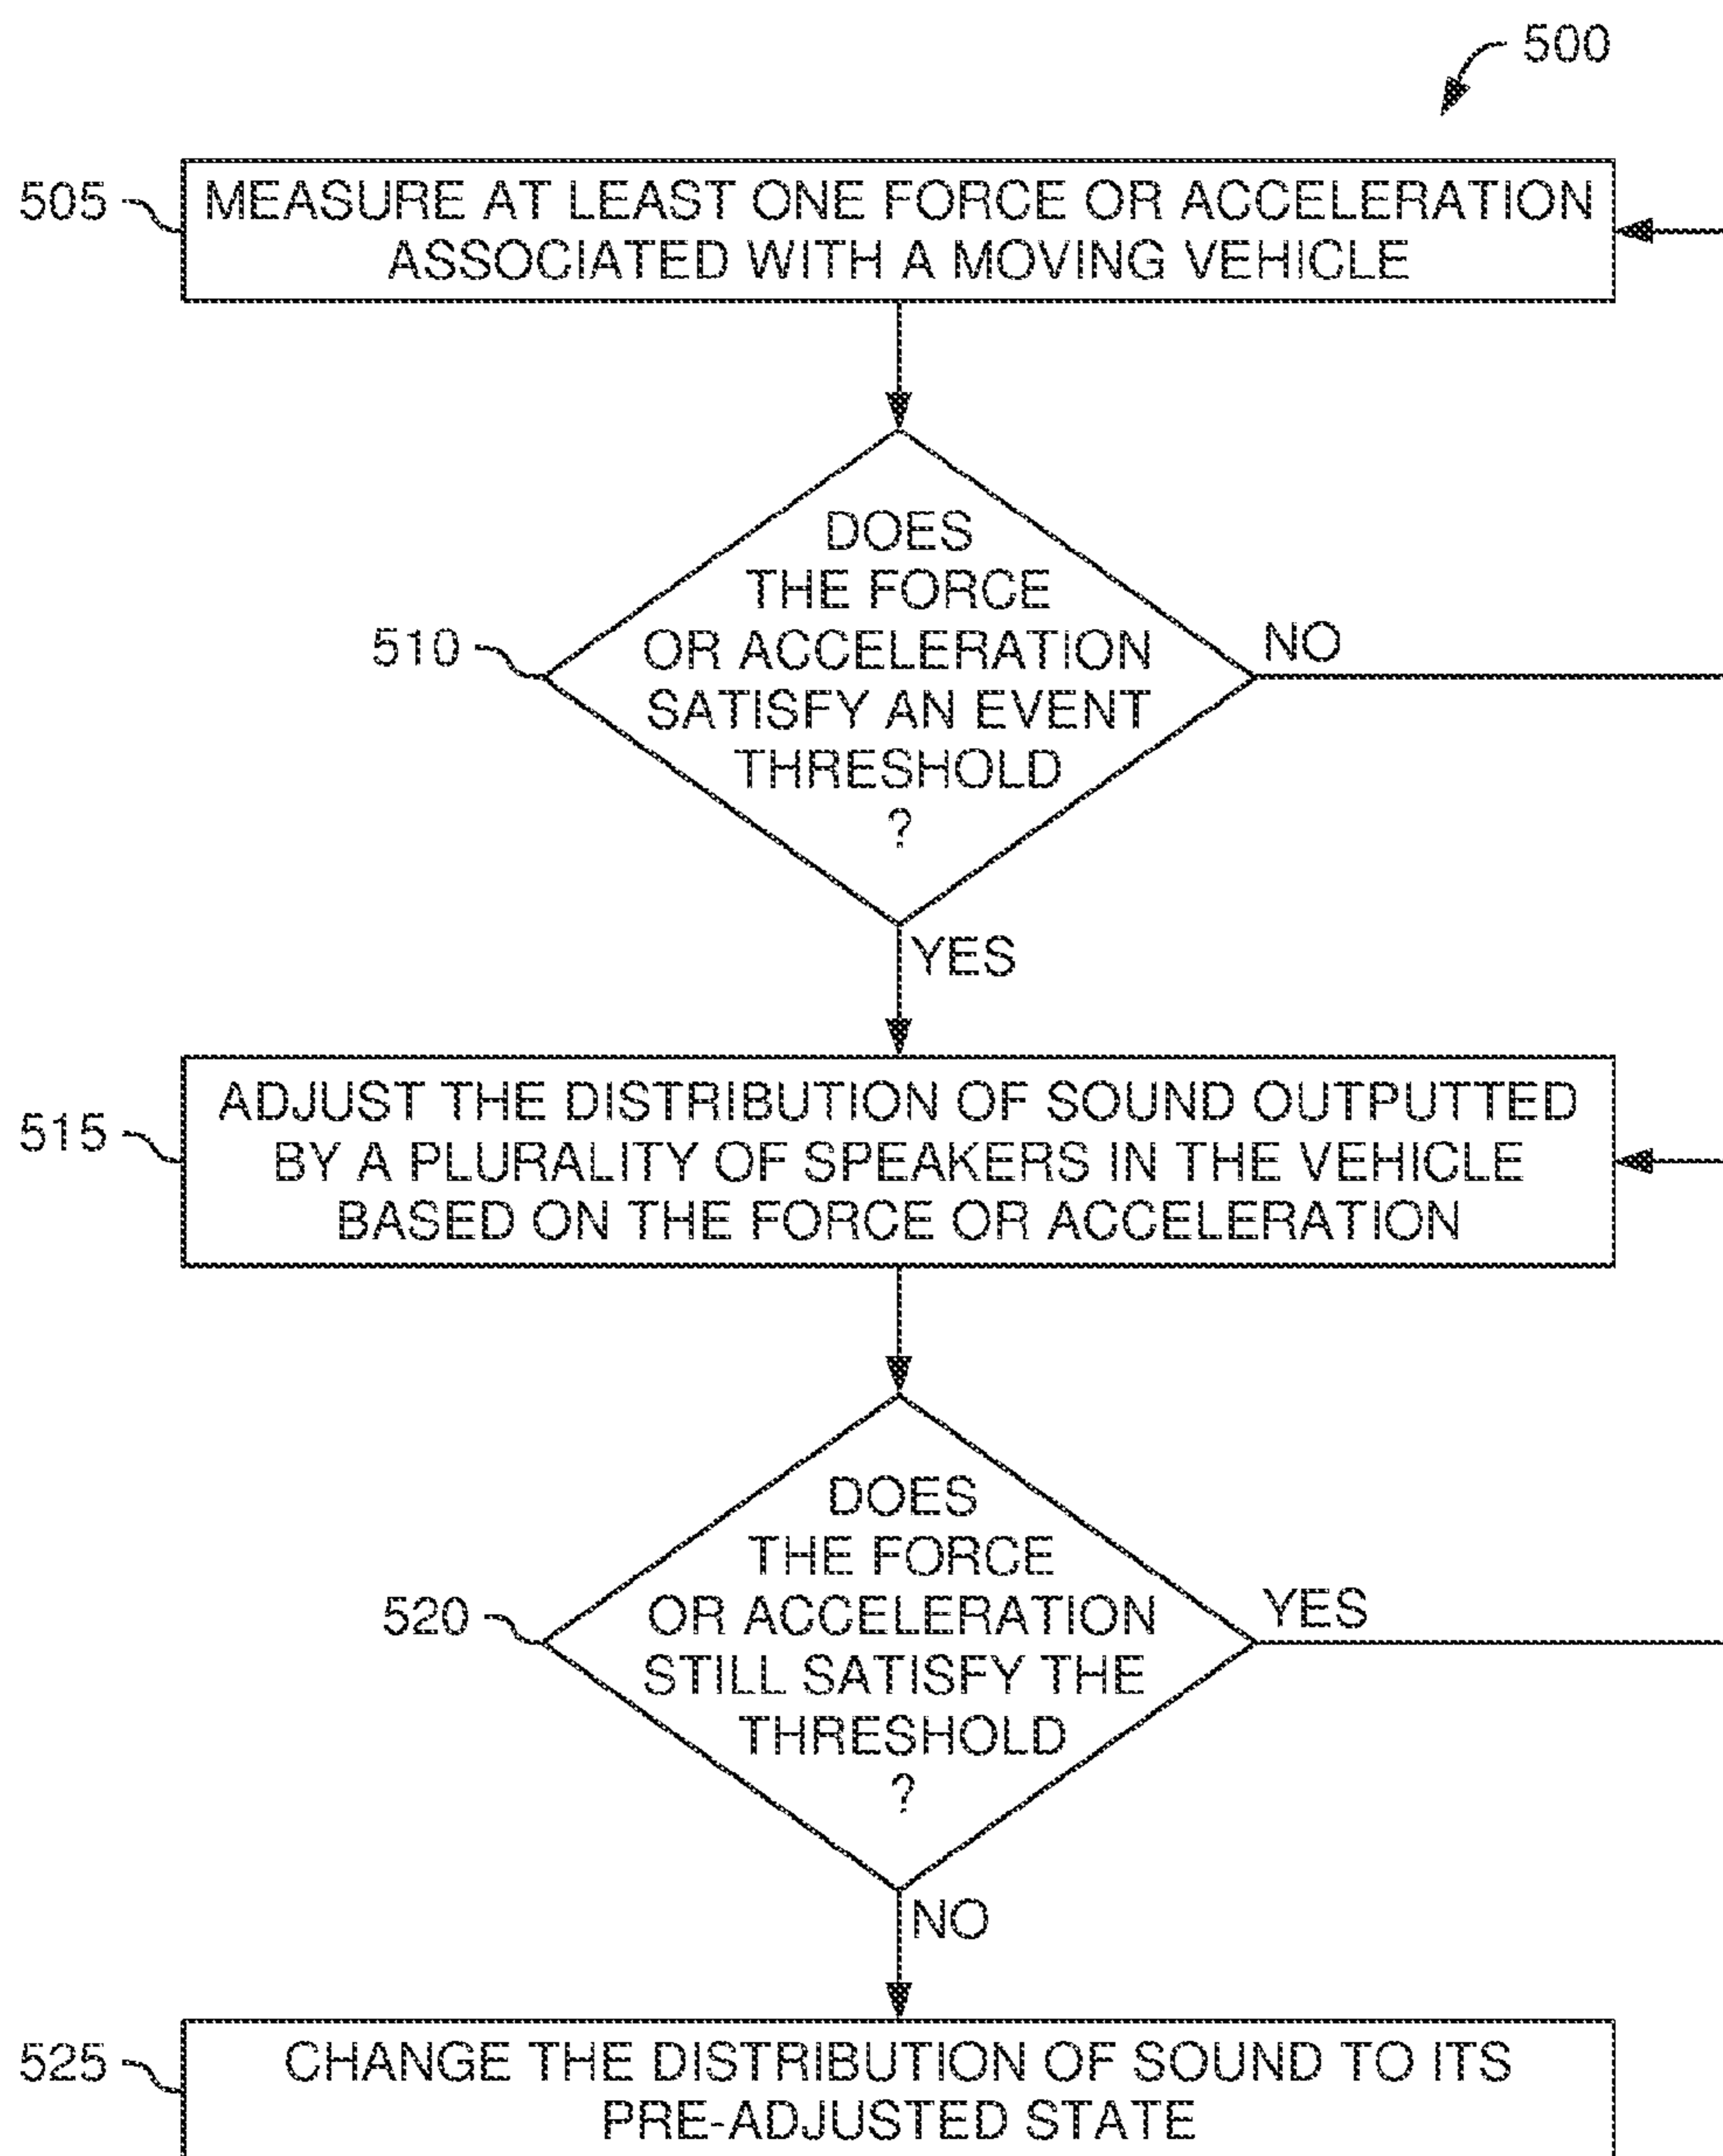 500
505
MEASURE AT LEAST ONE FORCE OR ACCELERATION
ASSOCIATED WITH A MOVING VEHICLE
DOES
THE FORCE
OR ACCELERATION
SATISFY AN EVENT
THRESHOLD
?
510
NO
YES
515
ADJUST THE DISTRIBUTION OF SOUND OUTPUTTED
BY A PLURALITY OF SPEAKERS IN THE VEHICLE
BASED ON THE FORCE OR ACCELERATION
DOES
THE FORCE
OR ACCELERATION
STILL SATISFY THE
THRESHOLD
?
520
YES
NO
525
CHANGE THE DISTRIBUTION OF SOUND TO ITS
PRE-ADJUSTED STATE